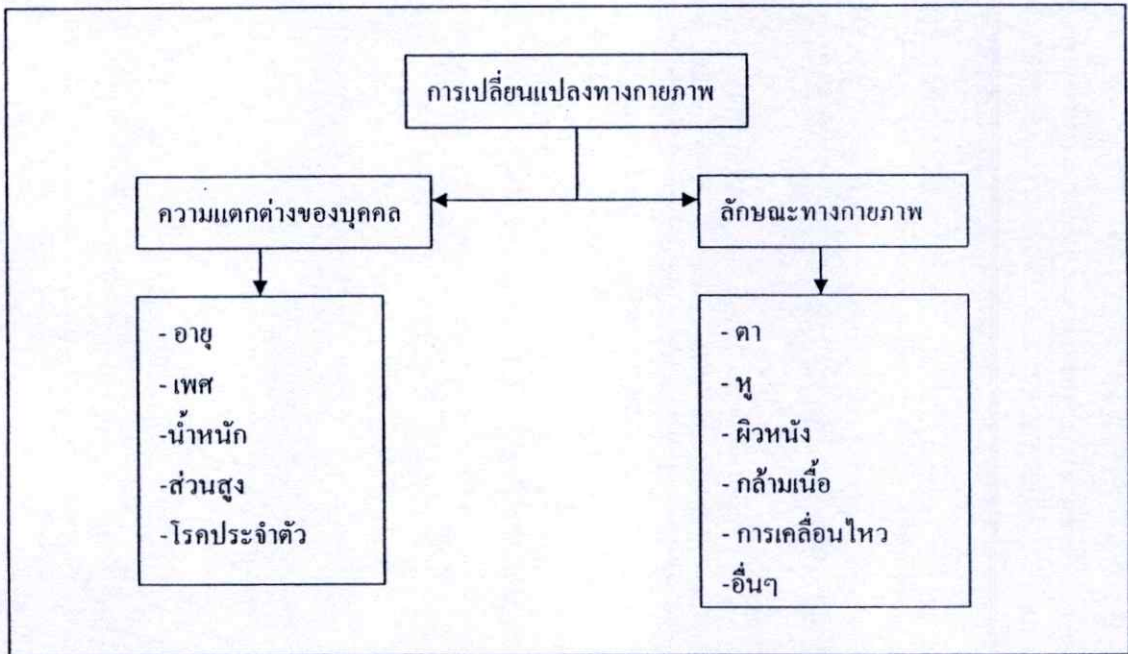 การเปลี่ยนแปลงทางกายภาพ
ความแตกต่างของบุคคล
ลักษณะทางกายภาพ
- อายุ
- เพศ
-น้ำหนัก
-ส่วนสูง
-โรคประจำตัว
- ตา
- หู
- ผิวหนัง
- กล้ามเนื้อ
- การเคลื่อนไหว
-อื่นๆ